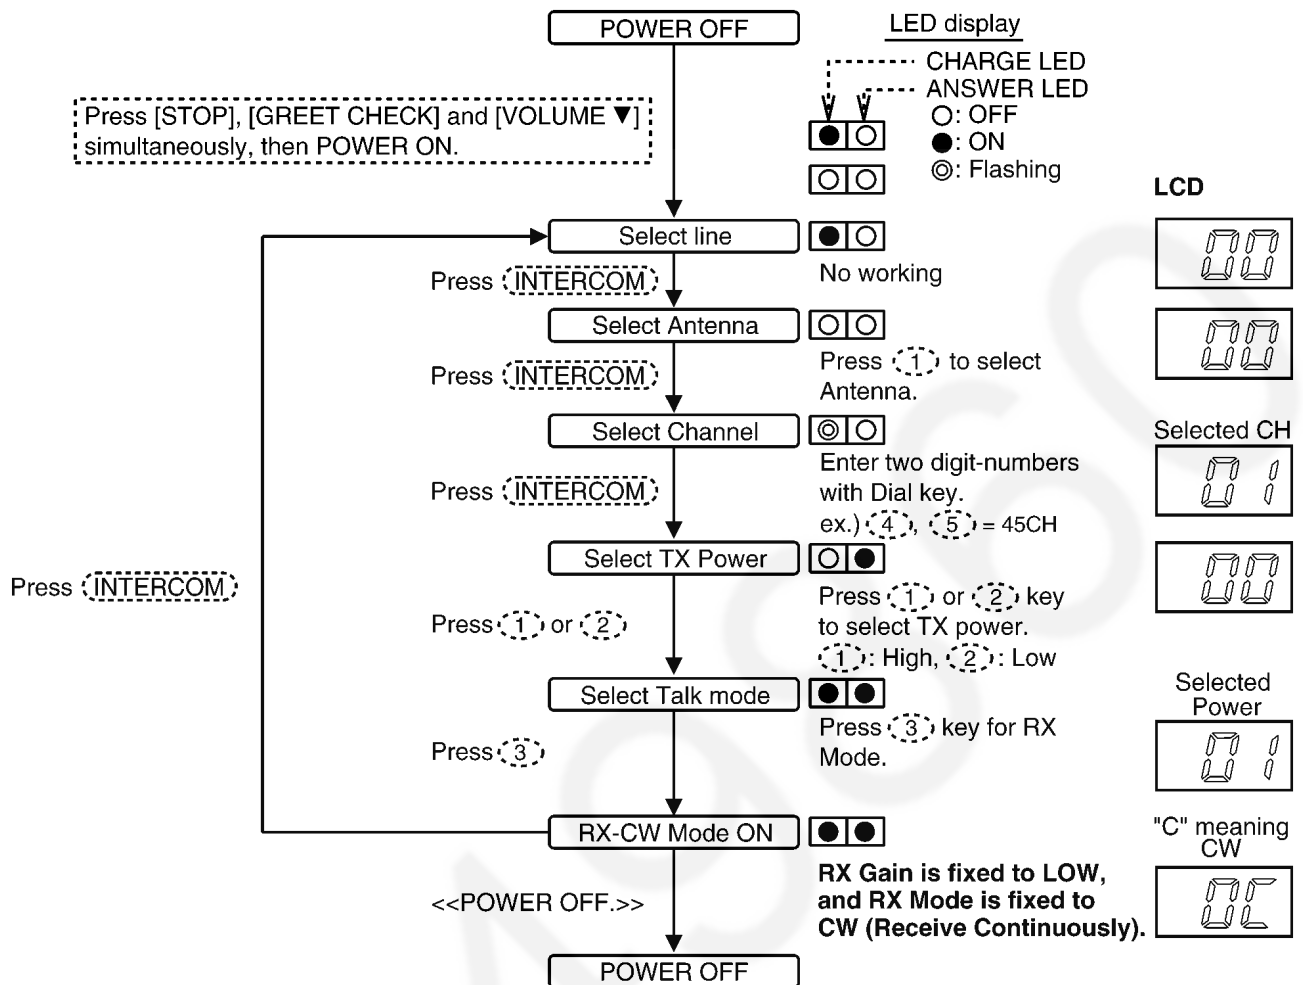 POWER OFF
LED display
CHARGE LED
ANSWER LED
○: OFF
●: ON
◎: Flashing
Press [STOP], [GREET CHECK] and [VOLUME ▼]
simultaneously, then POWER ON.
LCD
Select line
No working
00
Press INTERCOM
Select Antenna
Press 1 to select
Antenna.
00
Press INTERCOM
Select Channel
Enter two digit-numbers
with Dial key.
ex.) 4, 5 = 45CH
Selected CH
01
Press INTERCOM
Select TX Power
Press 1 or 2 key
to select TX power.
1: High, 2: Low
00
Press INTERCOM
Press 1 or 2
Select Talk mode
Press 3 key for RX
Mode.
Selected
Power
01
Press 3
RX-CW Mode ON
RX Gain is fixed to LOW,
and RX Mode is fixed to
CW (Receive Continuously).
"C" meaning
CW
0C
<<POWER OFF.>>
POWER OFF